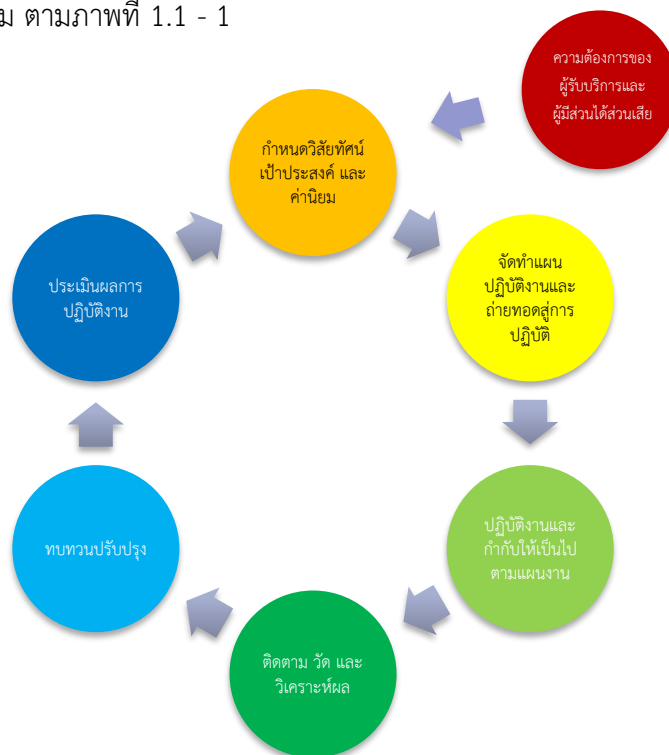 ม ตามภาพที่ 1.1 - 1
ความต้องการของ
ผู้รับบริการและ
ผู้มีส่วนได้ส่วนเสีย
กำหนดวิสัยทัศน์
เป้าประสงค์ และ
ค่านิยม
จัดทำแผน
ปฏิบัติงานและ
ถ่ายทอดสู่การ
ปฏิบัติ
ปฏิบัติงานและ
กำกับให้เป็นไป
ตามแผนงาน
ติดตาม วัด และ
วิเคราะห์ผล
ทบทวนปรับปรุง
ประเมินผลการ
ปฏิบัติงาน